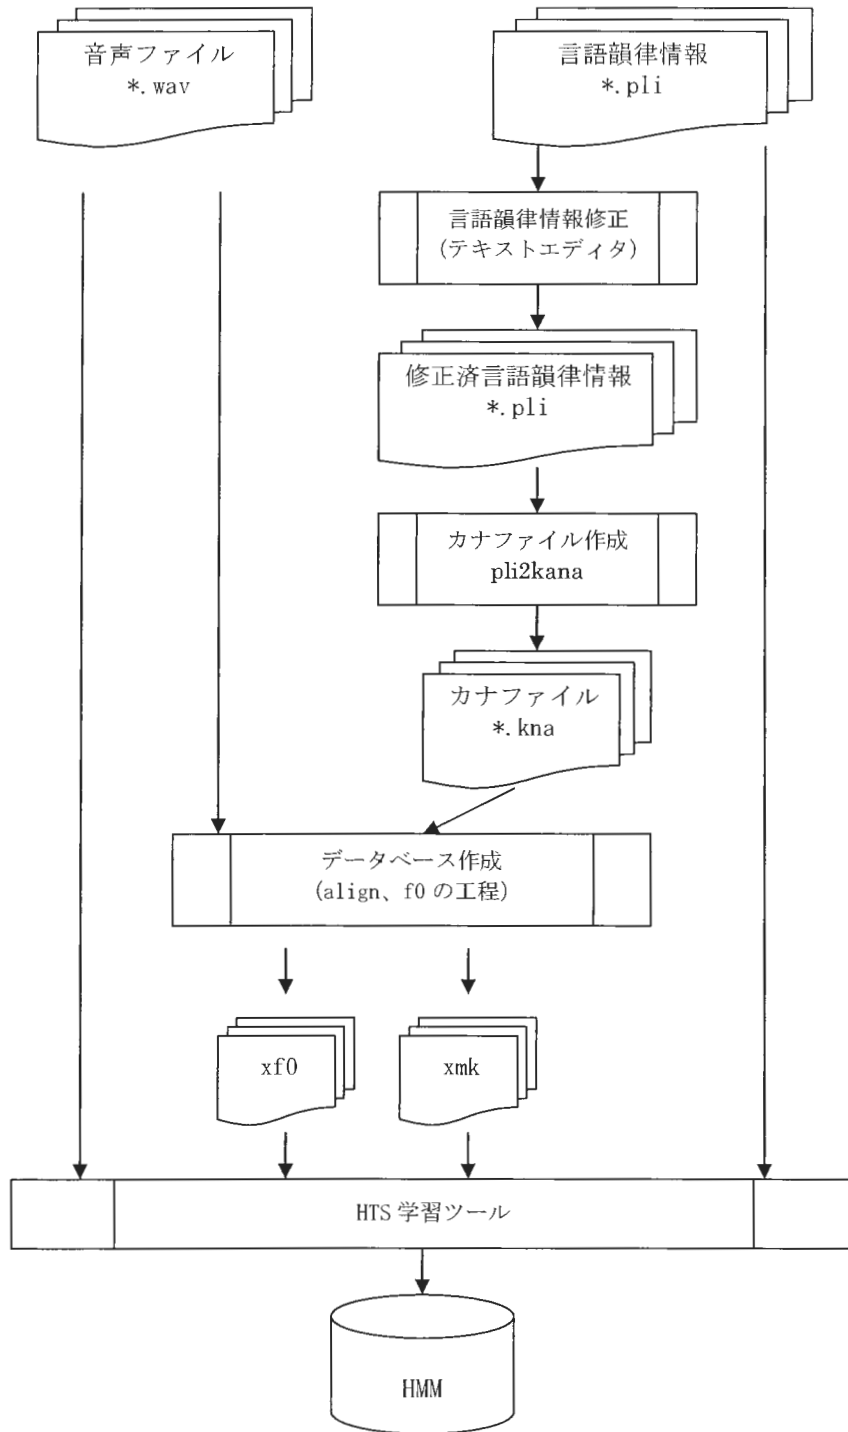 音声ファイル
*.wav
言語韻律情報
*.pli
言語韻律情報修正
(テキストエディタ)
修正済言語韻律情報
*.pli
カナファイル作成
pli2kana
カナファイル
*.kna
データベース作成
(align、f0 の工程)
xf0
xmk
HTS 学習ツール
HMM